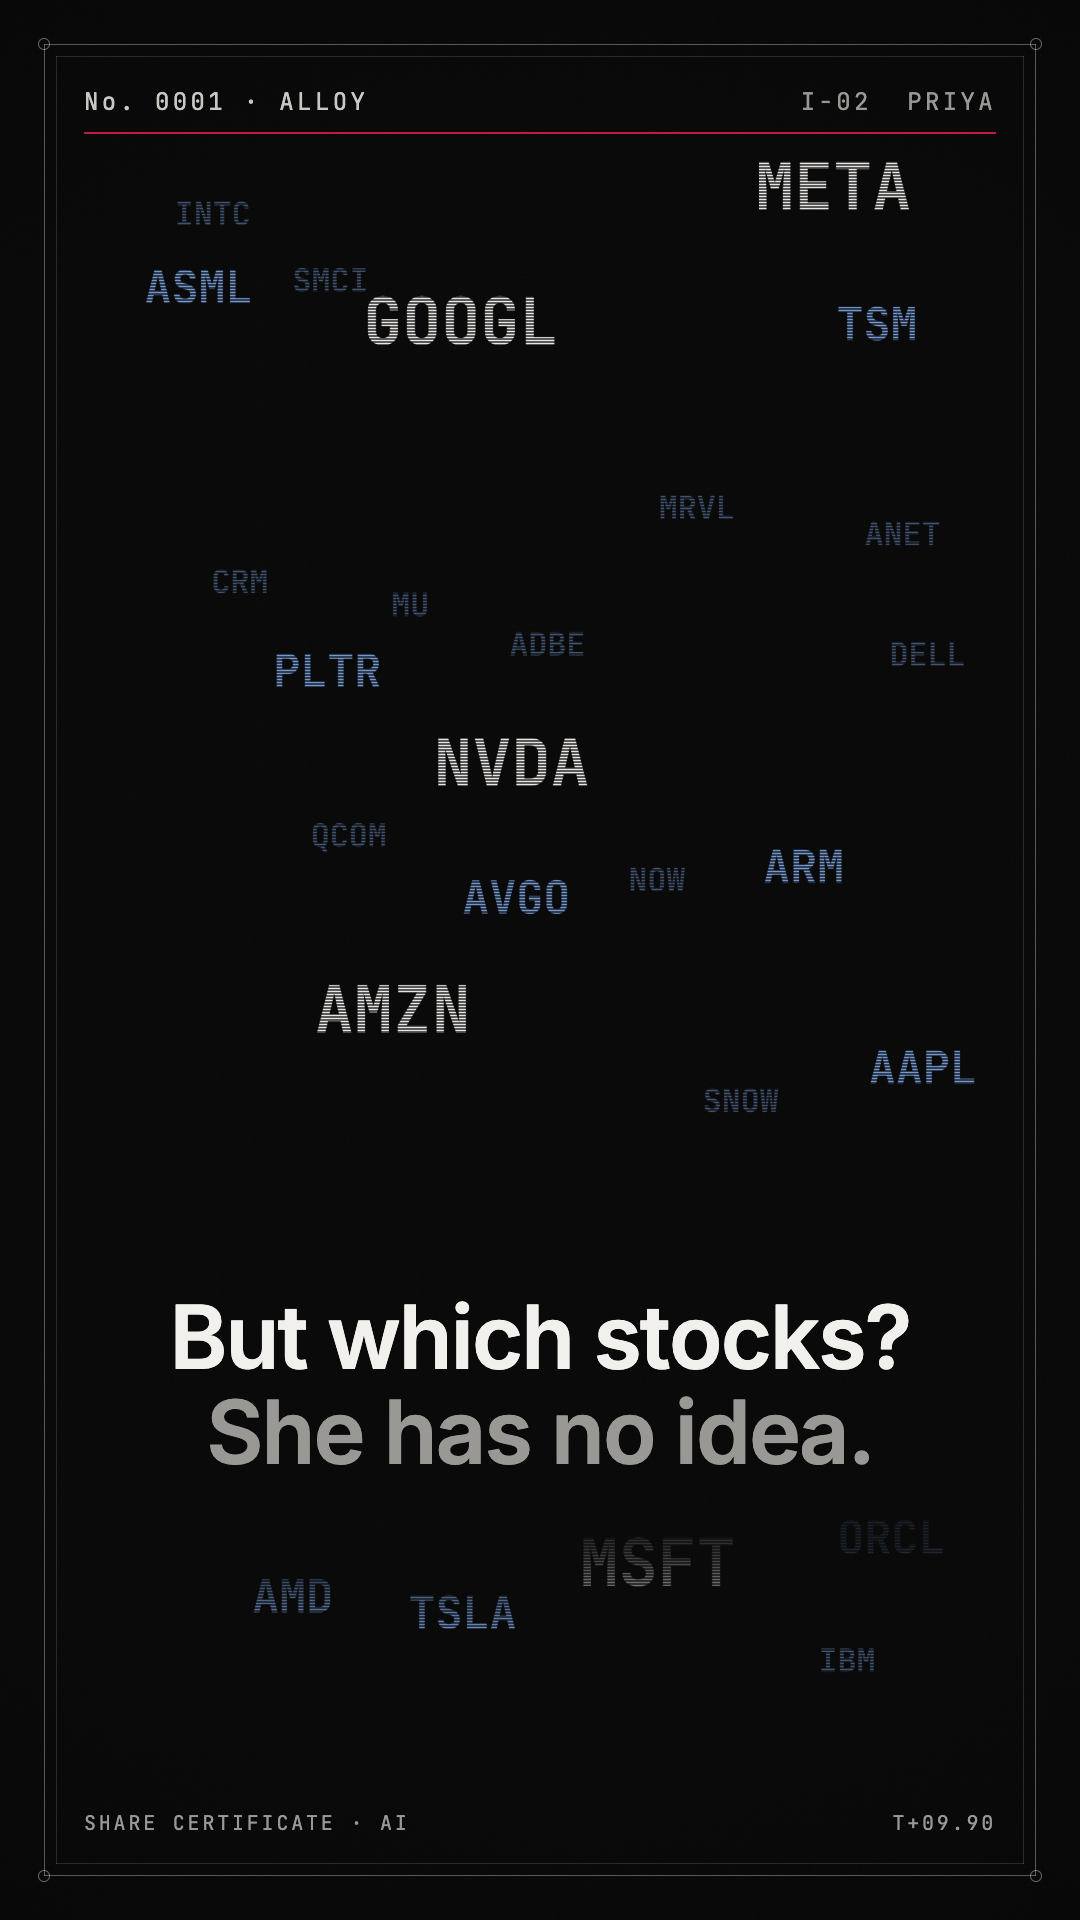 No. 0001 · ALLOY
I-02 PRIYA
META
INTC
ASML
SMCI
GOOGL
TSM
MRVL
ANET
CRM
MU
ADBE
DELL
PLTR
NVDA
QCOM
AVGO
NOW
ARM
AMZN
AAPL
SNOW
But which stocks?
She has no idea.
ORCL
MSFT
AMD
TSLA
IBM
SHARE CERTIFICATE · AI
T+09.90